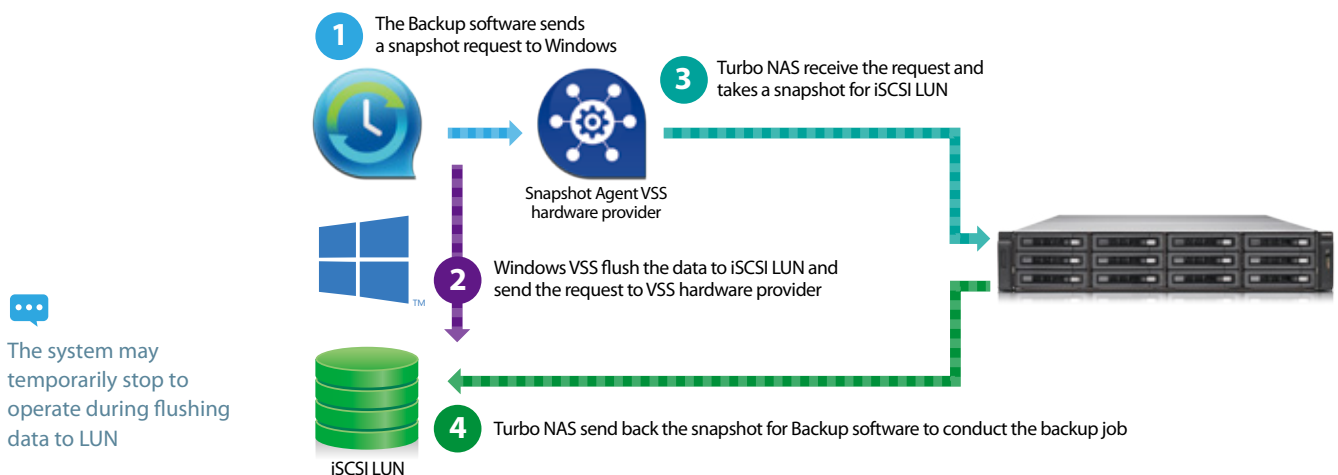 1
The Backup software sends
a snapshot request to Windows
3
Turbo NAS receive the request and
takes a snapshot for iSCSI LUN
Snapshot Agent VSS
hardware provider
TM
2
Windows VSS flush the data to iSCSI LUN and
send the request to VSS hardware provider
The system may
temporarily stop to
operate during flushing
data to LUN
4
Turbo NAS send back the snapshot for Backup software to conduct the backup job
iSCSI LUN